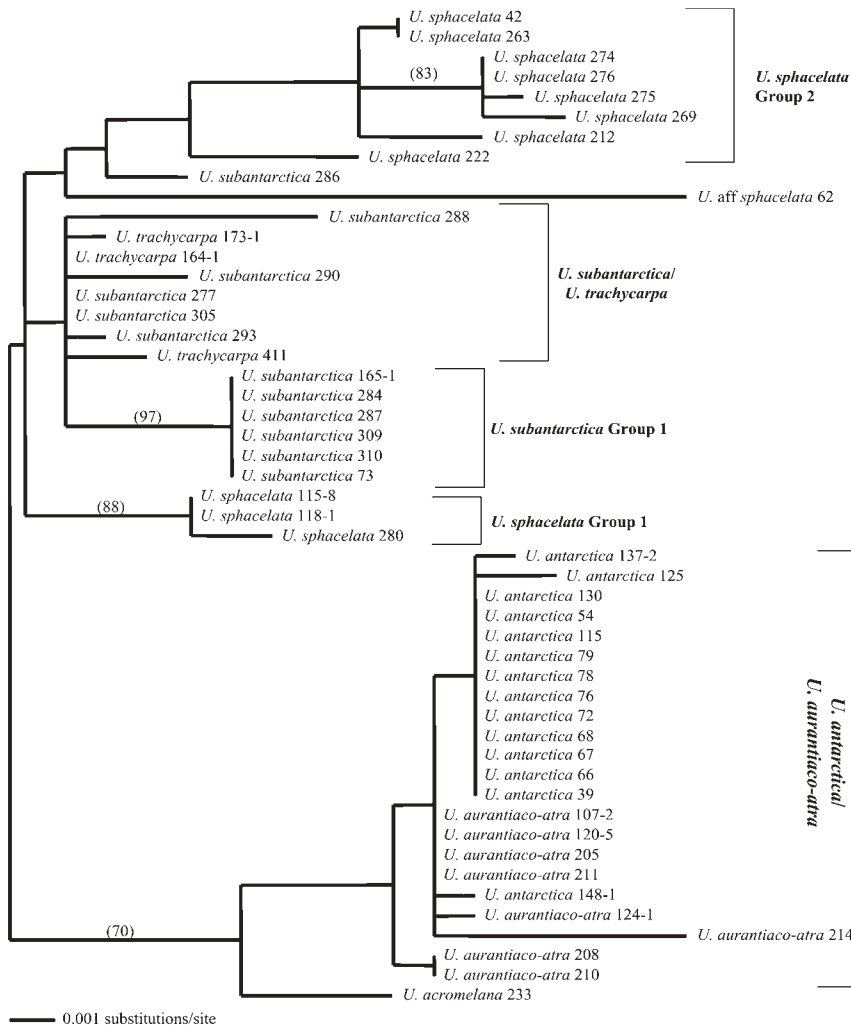 U. sphacelata 42
U. sphacelata 263
U. sphacelata 274
(83)
U. sphacelata 276
U. sphacelata
Group 2
U. sphacelata 275
U. sphacelata 269
U. sphacelata 212
U. sphacelata 222
U. subantarctica 286
U. aff sphacelata 62
U. subantarctica 288
U. trachycarpa 173-1
U. trachycarpa 164-1
U. subantarctica 290
U. subantarctica/
U. trachycarpa
U. subantarctica 277
U. subantarctica 305
U. subantarctica 293
U. trachycarpa 411
U. subantarctica 165-1
U. subantarctica 284
(97)
U. subantarctica 287
U. subantarctica Group 1
U. subantarctica 309
U. subantarctica 310
U. subantarctica 73
U. sphacelata 115-8
(88)
U. sphacelata 118-1
U. sphacelata Group 1
U. sphacelata 280
U. antarctica 137-2
U. antarctica 125
U. antarctica 130
U. antarctica 54
U. antarctica 115
U. antarctica 79
U. antarctica 78
U. antarctica 76
U. antarctica 72
U. antarctica 68
U. antarctica 67
U. antarctica 66
U. antarctica 39
U. antarctica/
U. aurantiaco-atra
U. aurantiaco-atra 107-2
U. aurantiaco-atra 120-5
U. aurantiaco-atra 205
U. aurantiaco-atra 211
U. antarctica 148-1
U. aurantiaco-atra 124-1
(70)
U. aurantiaco-atra 214
U. aurantiaco-atra 208
U. aurantiaco-atra 210
U. acromelana 233
0.001 substitutions/site